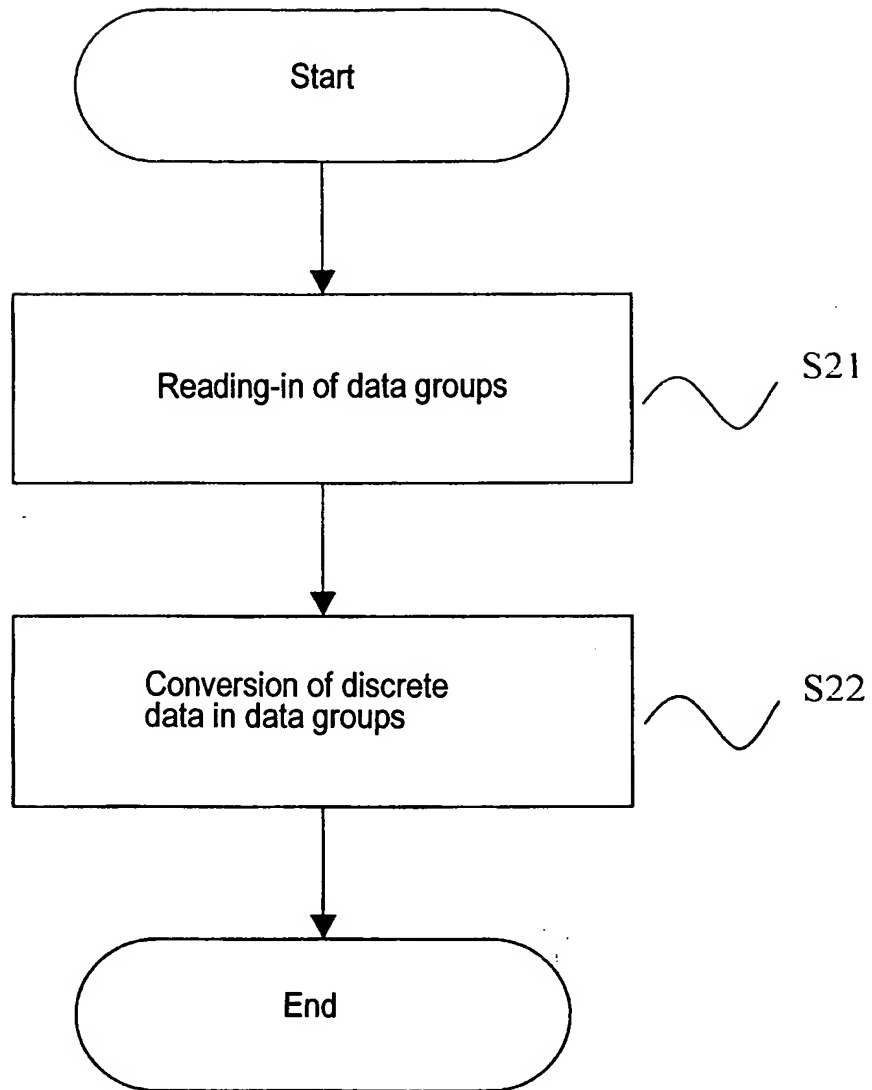 Start
Reading-in of data groups
S21
Conversion of discrete
data in data groups
S22
End